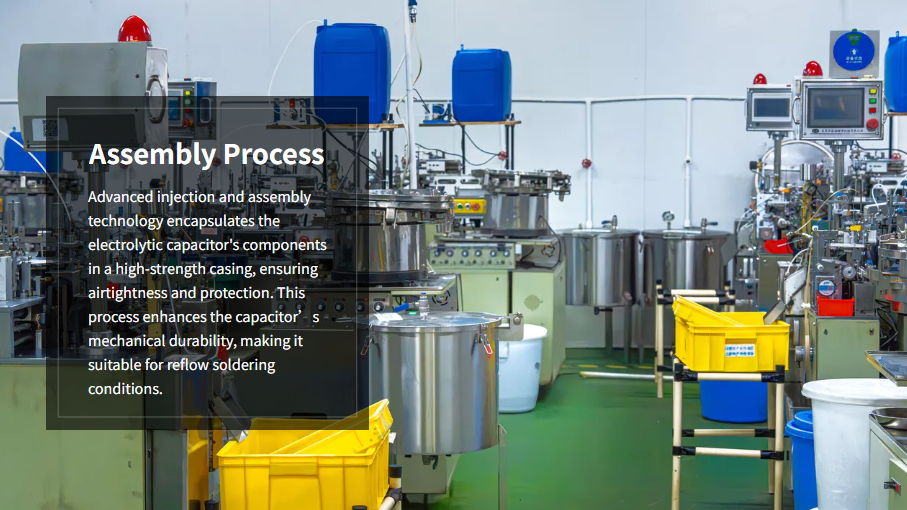 Assembly Process
Advanced injection and assembly
technology encapsulates the
electrolytic capacitor's components
in a high-strength casing, ensuring
airtightness and protection. This
process enhances the capacitor’s
mechanical durability, making it
suitable for reflow soldering
conditions.